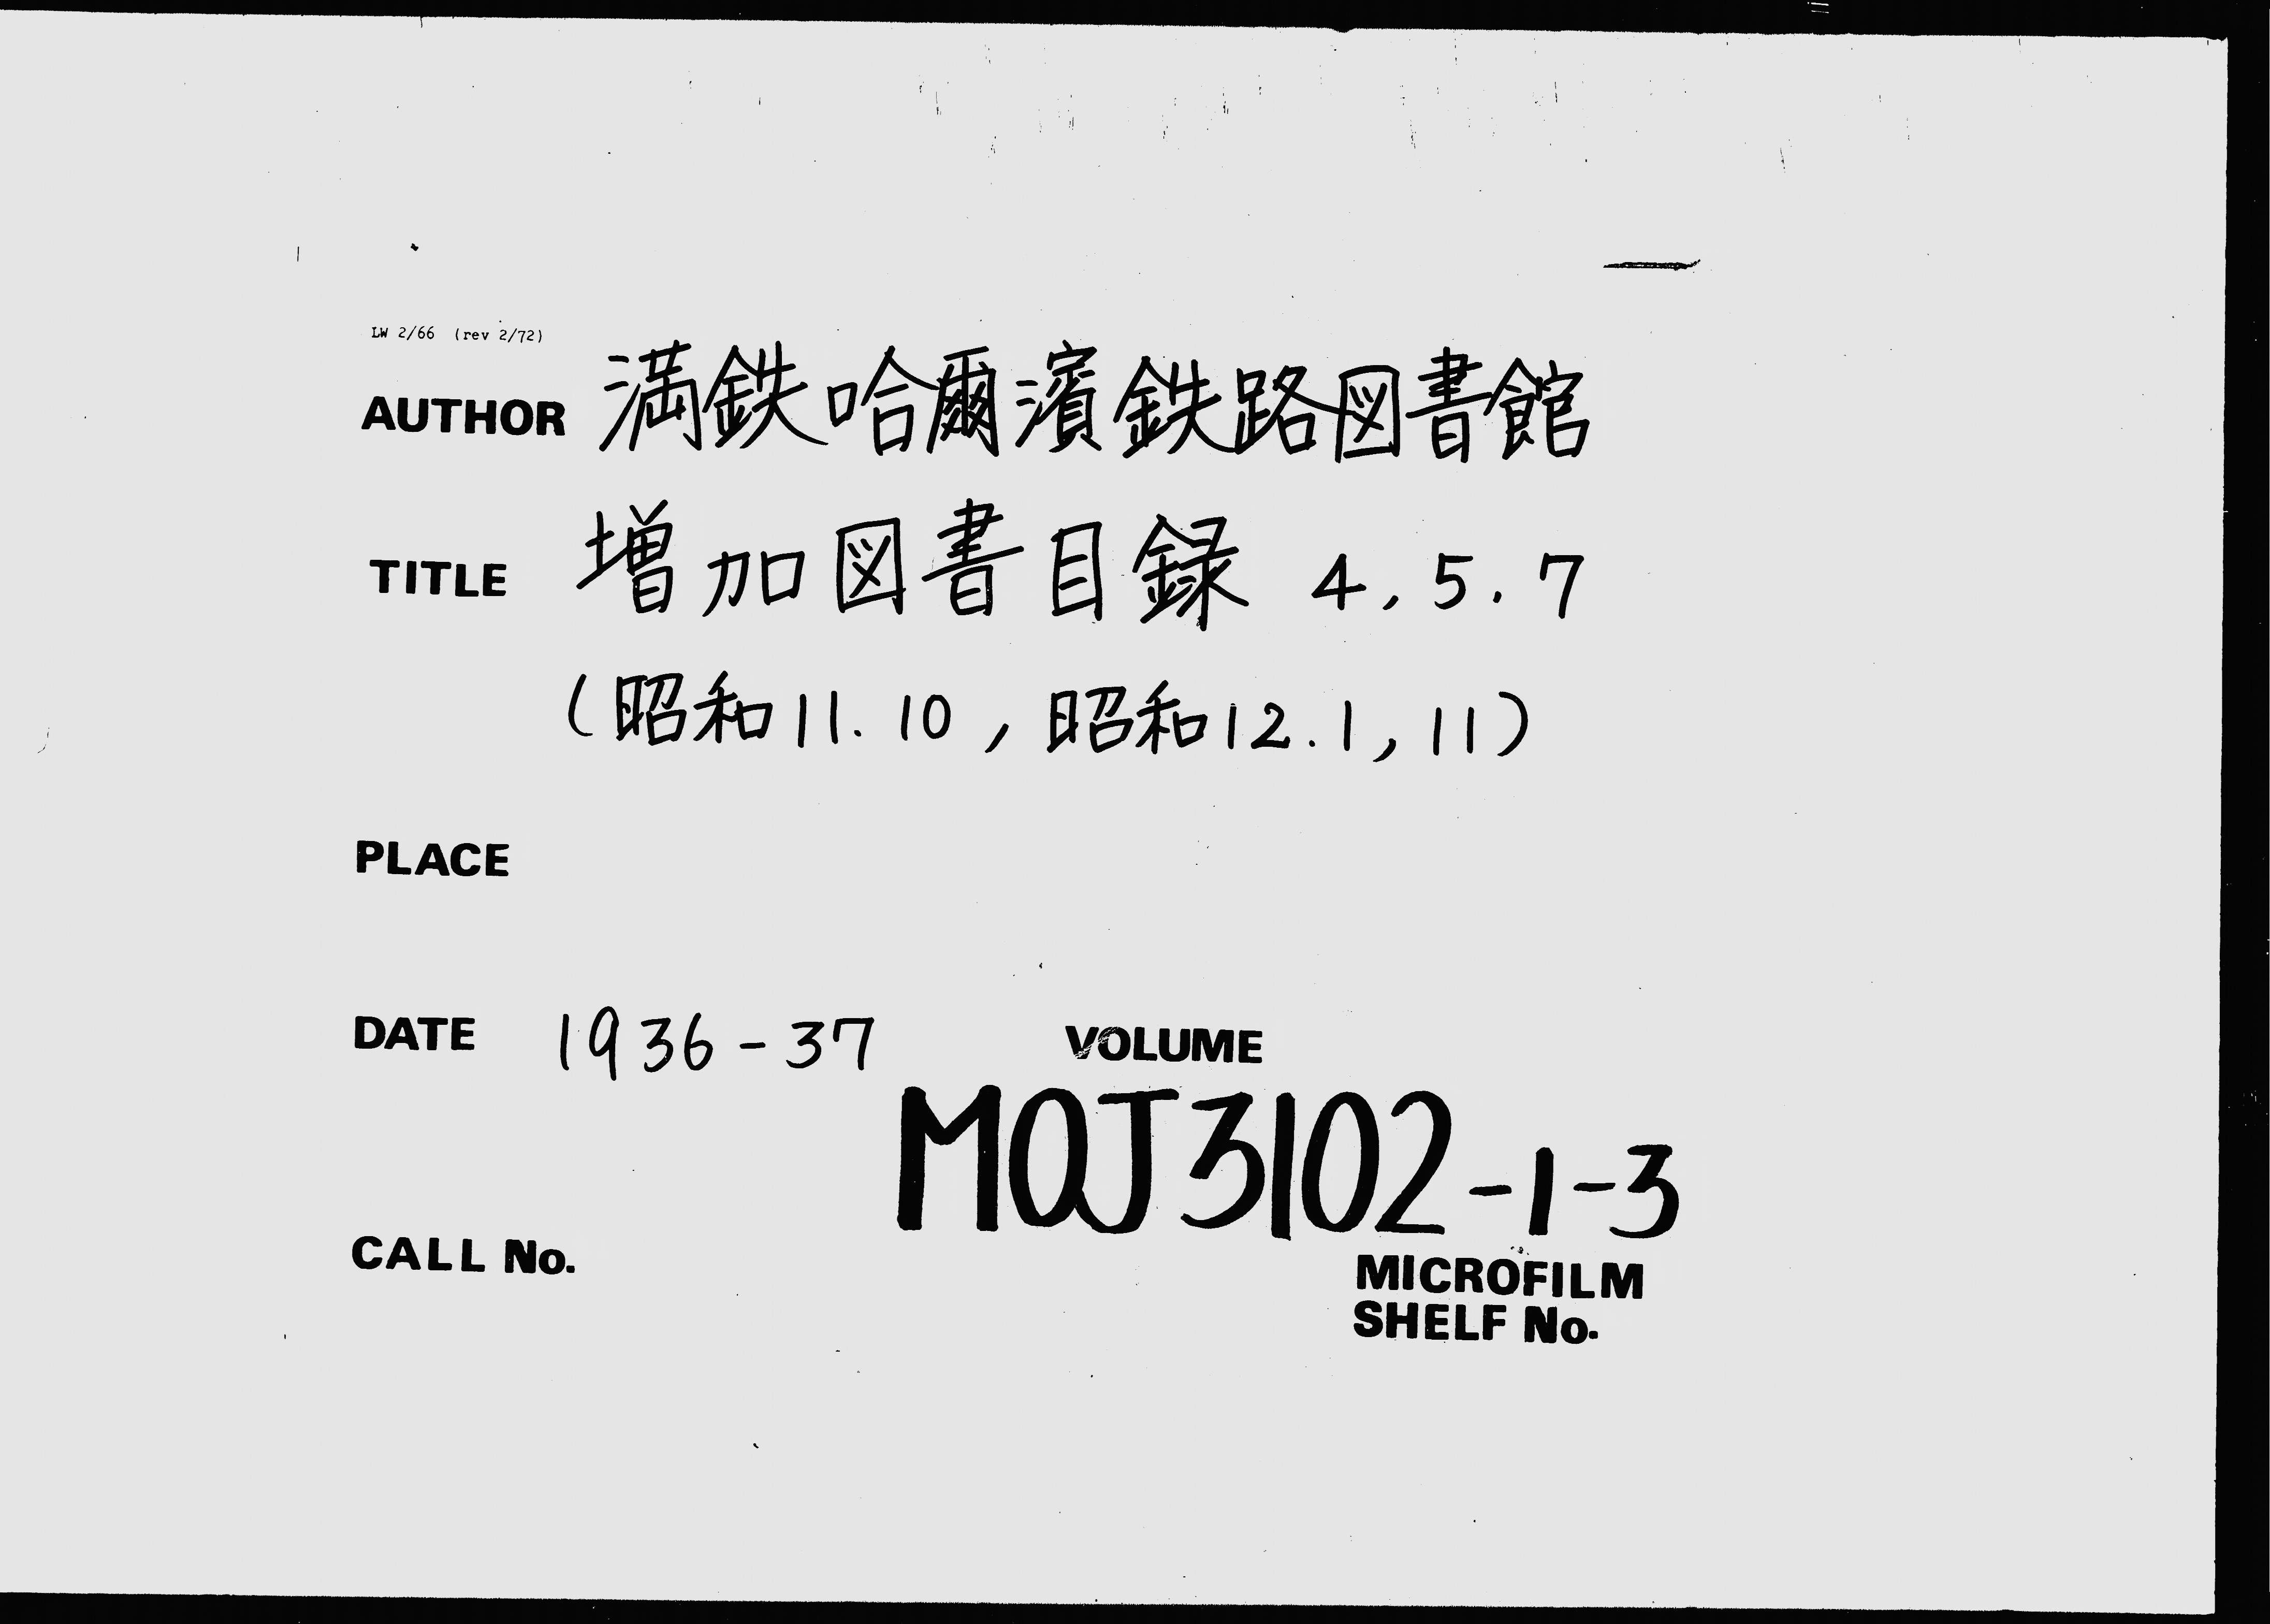 LW 2/66 (rev 2/72)
AUTHOR 満鉄哈爾濱鉄路図書館
TITLE 増加図書目録 4, 5. 7
(昭和11.10, 昭和12.1, 11)
PLACE
DATE 1936-37 VOLUME
MOJ3102-1-3
CALL No.
MICROFILM
SHELF No.